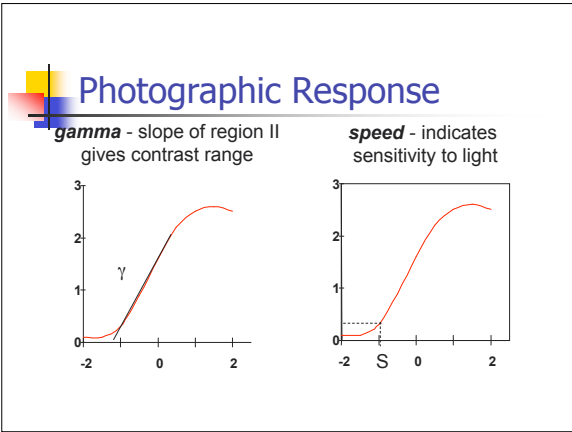 Photographic Response
gamma - slope of region II
gives contrast range
speed - indicates
sensitivity to light
3
2
1
0
γ
-2
0
2
3
2
1
0
-2
S
0
2